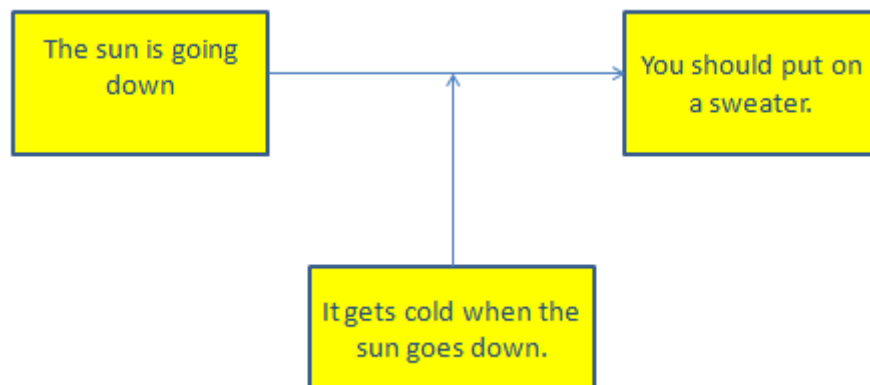 The sun is going
down
You should put on
a sweater.
It gets cold when the
sun goes down.